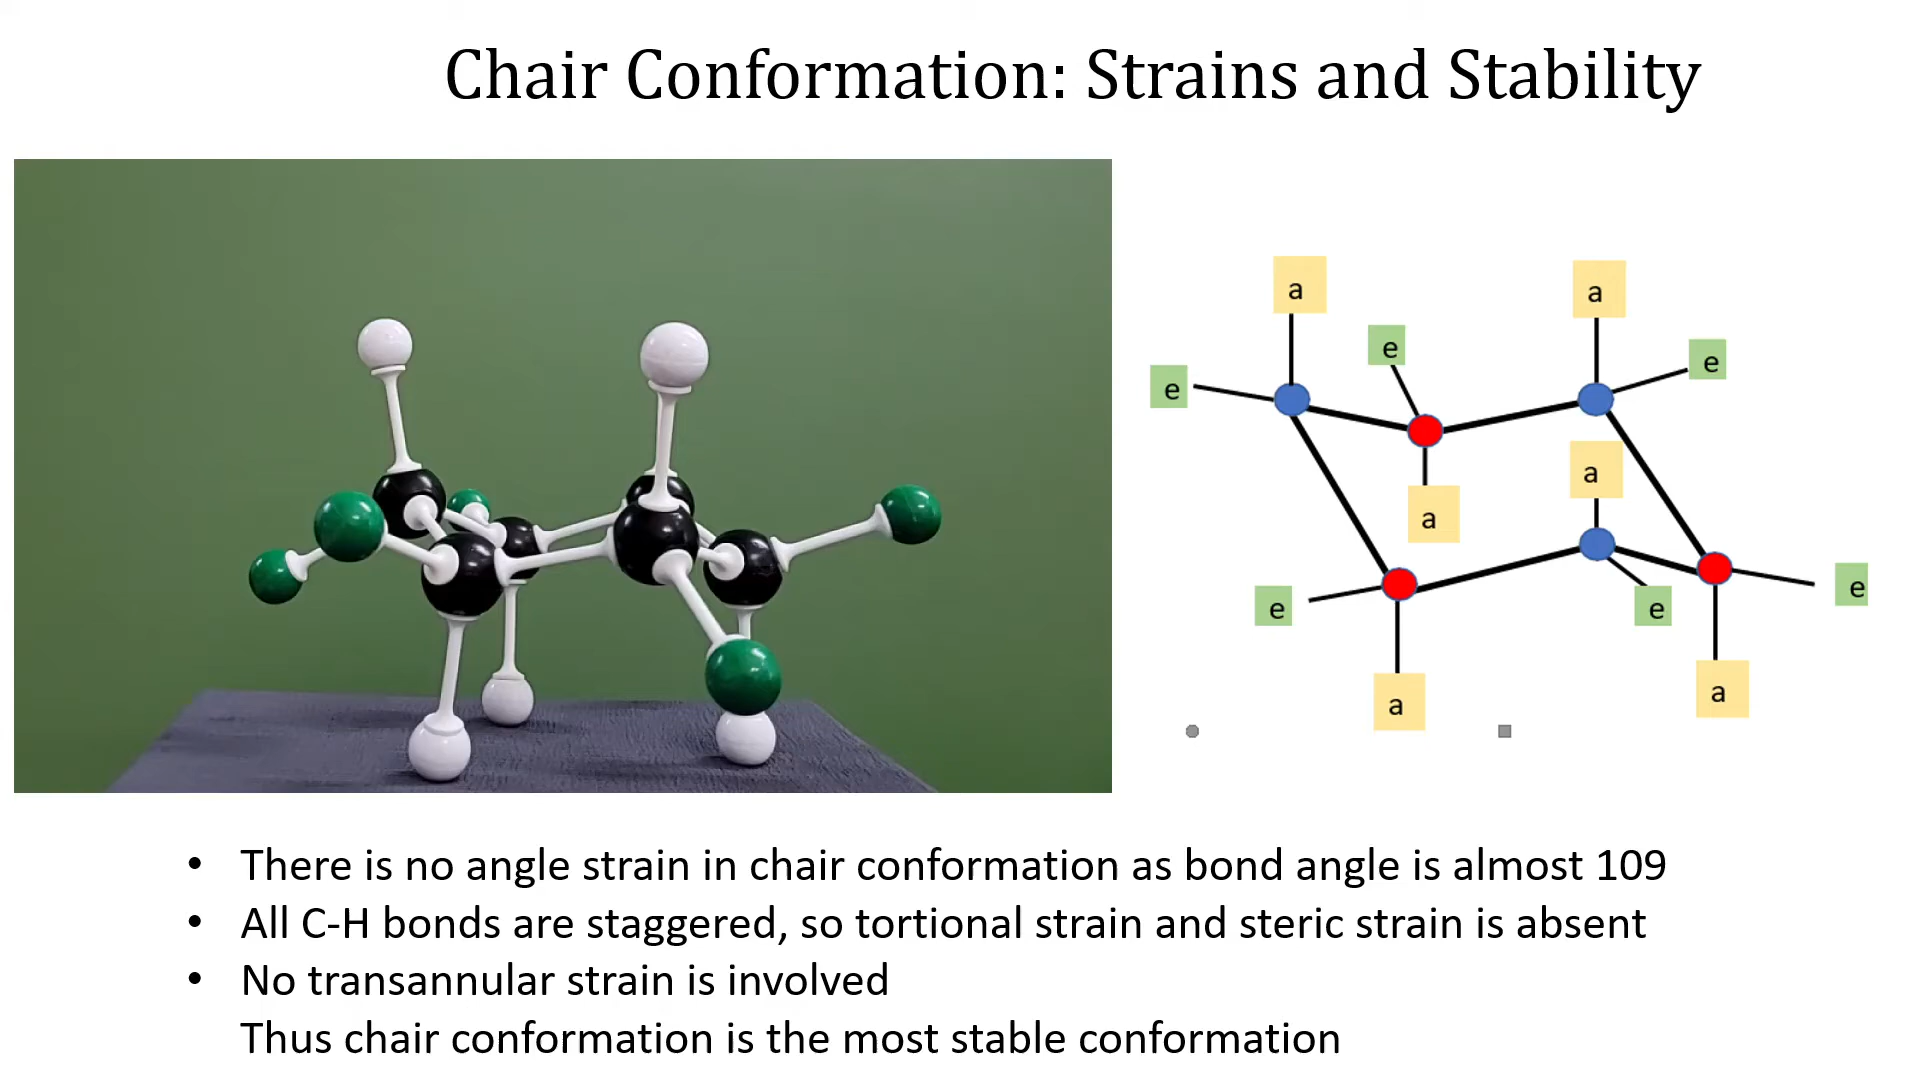 Chair Conformation: Strains and Stability
a
a
e
e
e
a
a
e
e
e
a
a
• There is no angle strain in chair conformation as bond angle is almost 109
• All C-H bonds are staggered, so tortional strain and steric strain is absent
• No transannular strain is involved
Thus chair conformation is the most stable conformation